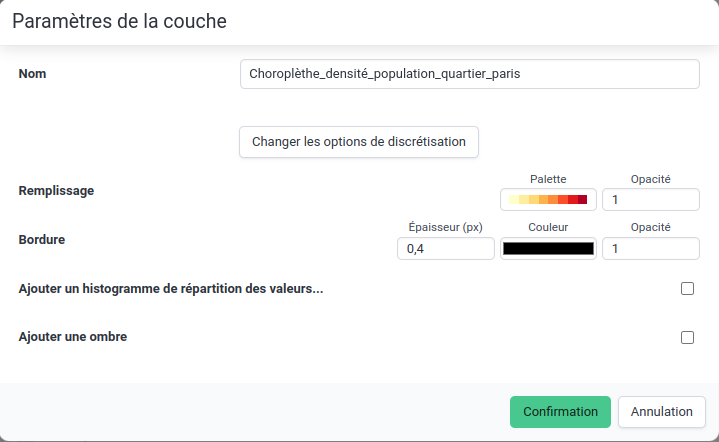 Paramètres de la couche
Nom
Choroplèthe_densité_population_quartier_paris
Changer les options de discrétisation
Palette Opacité
Remplissage 1
Épaisseur (px) Couleur Opacité
Bordure 0,4 1
Ajouter un histogramme de répartition des valeurs...
Ajouter une ombre
Confirmation Annulation